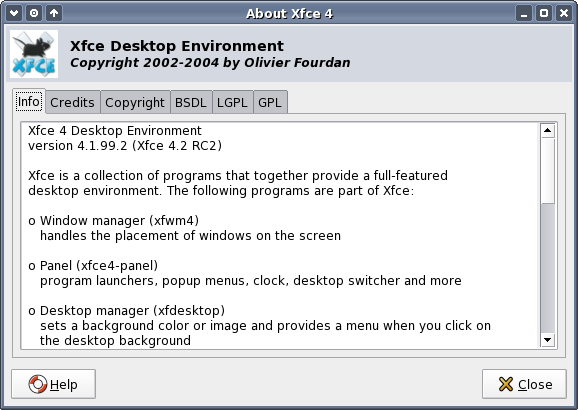 About Xfce 4
XFCE
Xfce Desktop Environment
Copyright 2002-2004 by Olivier Fourdan
Info Credits Copyright BSDL LGPL GPL
Xfce 4 Desktop Environment
version 4.1.99.2 (Xfce 4.2 RC2)
Xfce is a collection of programs that together provide a full-featured
desktop environment. The following programs are part of Xfce:
o Window manager (xfwm4)
handles the placement of windows on the screen
o Panel (xfce4-panel)
program launchers, popup menus, clock, desktop switcher and more
o Desktop manager (xfdesktop)
sets a background color or image and provides a menu when you click on
the desktop background
Help Close